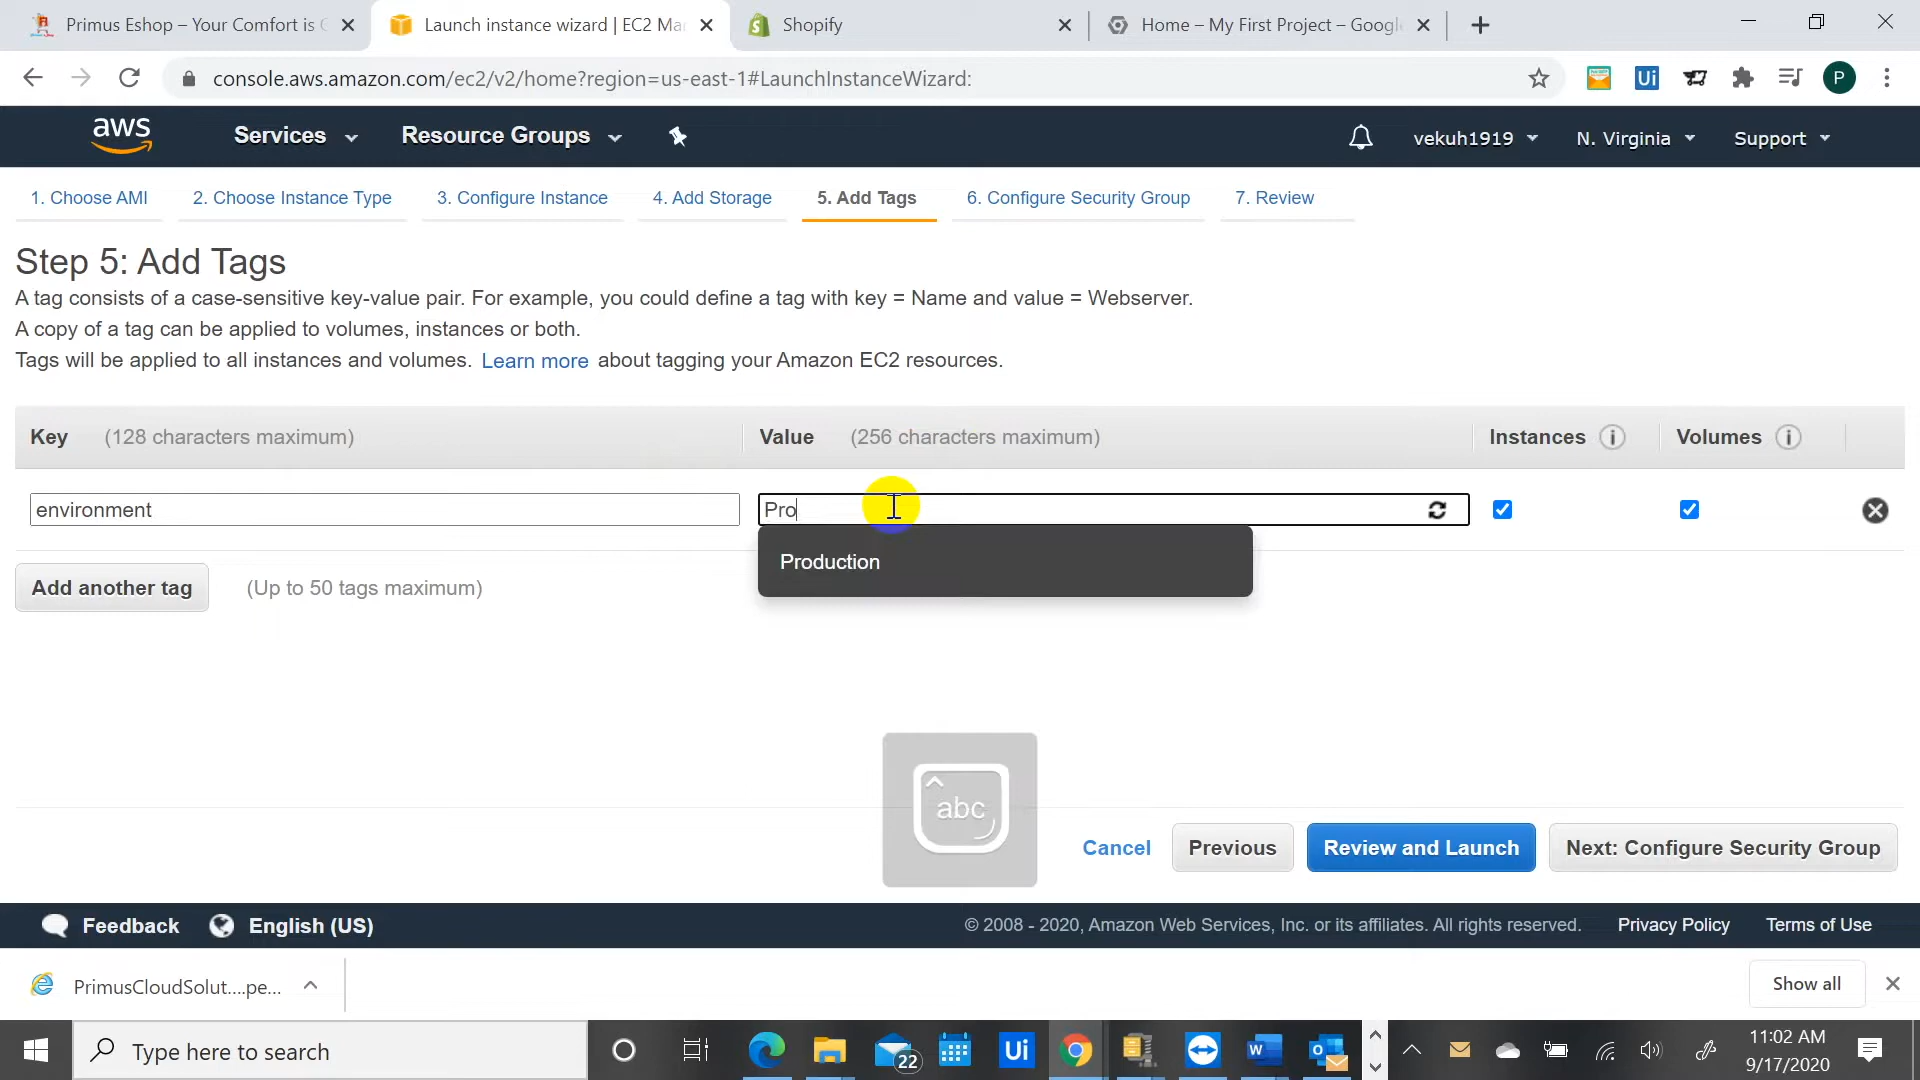 Primus Eshop – Your Comfort is
Launch instance wizard | EC2 Ma
Shopify
Home – My First Project – Googl
console.aws.amazon.com/ec2/v2/home?region=us-east-1#LaunchInstanceWizard:
Ui
P
aws
Services
Resource Groups
vekuh1919
N. Virginia
Support
1. Choose AMI
2. Choose Instance Type
3. Configure Instance
4. Add Storage
5. Add Tags
6. Configure Security Group
7. Review
Step 5: Add Tags
A tag consists of a case-sensitive key-value pair. For example, you could define a tag with key = Name and value = Webserver.
A copy of a tag can be applied to volumes, instances or both.
Tags will be applied to all instances and volumes. Learn more about tagging your Amazon EC2 resources.
Key (128 characters maximum)
Value (256 characters maximum)
Instances
Volumes
environment
Pro
Production
Add another tag
(Up to 50 tags maximum)
abc
Cancel
Previous
Review and Launch
Next: Configure Security Group
Feedback
English (US)
© 2008 - 2020, Amazon Web Services, Inc. or its affiliates. All rights reserved.
Privacy Policy
Terms of Use
PrimusCloudSolut....pe...
Show all
Type here to search
22
Ui
11:02 AM
9/17/2020